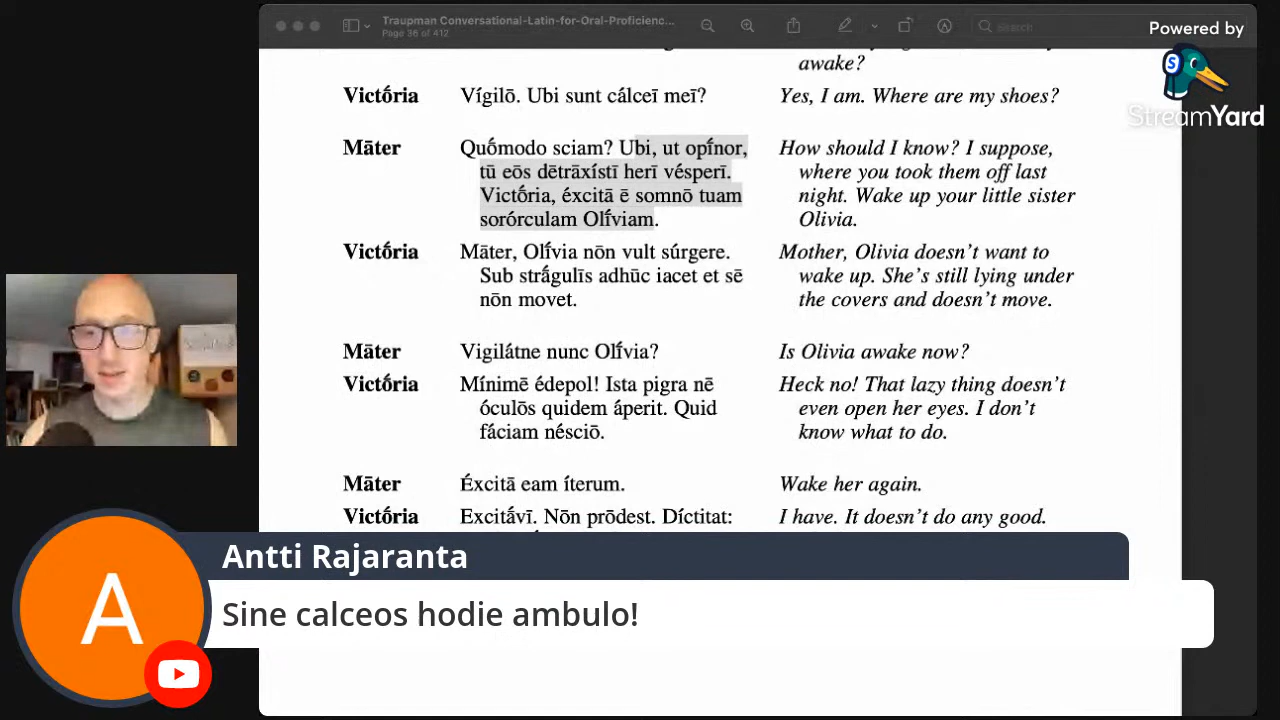 Traupman Conversational-Latin-for-Oral-Proficienc...
Page 36 of 412
Search
Powered by
S
StreamYard
awake?
Victṓria Vígilō. Ubi sunt cálceī meī? Yes, I am. Where are my shoes?
Māter Quṓmodo sciam? Ubi, ut opī́nor, How should I know? I suppose,
tū eōs dētrāxístī herī vésperī. where you took them off last
Victṓria, éxcitā ē somnō tuam night. Wake up your little sister
sorórculam Olī́viam. Olivia.
Victṓria Māter, Olī́via nōn vult súrgere. Mother, Olivia doesn’t want to
Sub strā́gulīs adhūc iacet et sē wake up. She’s still lying under
nōn movet. the covers and doesn’t move.
Māter Vigilátne nunc Olī́via? Is Olivia awake now?
Victṓria Mínimē édepol! Ista pigra nē Heck no! That lazy thing doesn’t
óculōs quidem áperit. Quid even open her eyes. I don’t
fáciam nésciō. know what to do.
Māter Éxcitā eam íterum. Wake her again.
Victṓria Excitā́vī. Nōn prōdest. Díctitat: I have. It doesn’t do any good.
A
Antti Rajaranta
Sine calceos hodie ambulo!